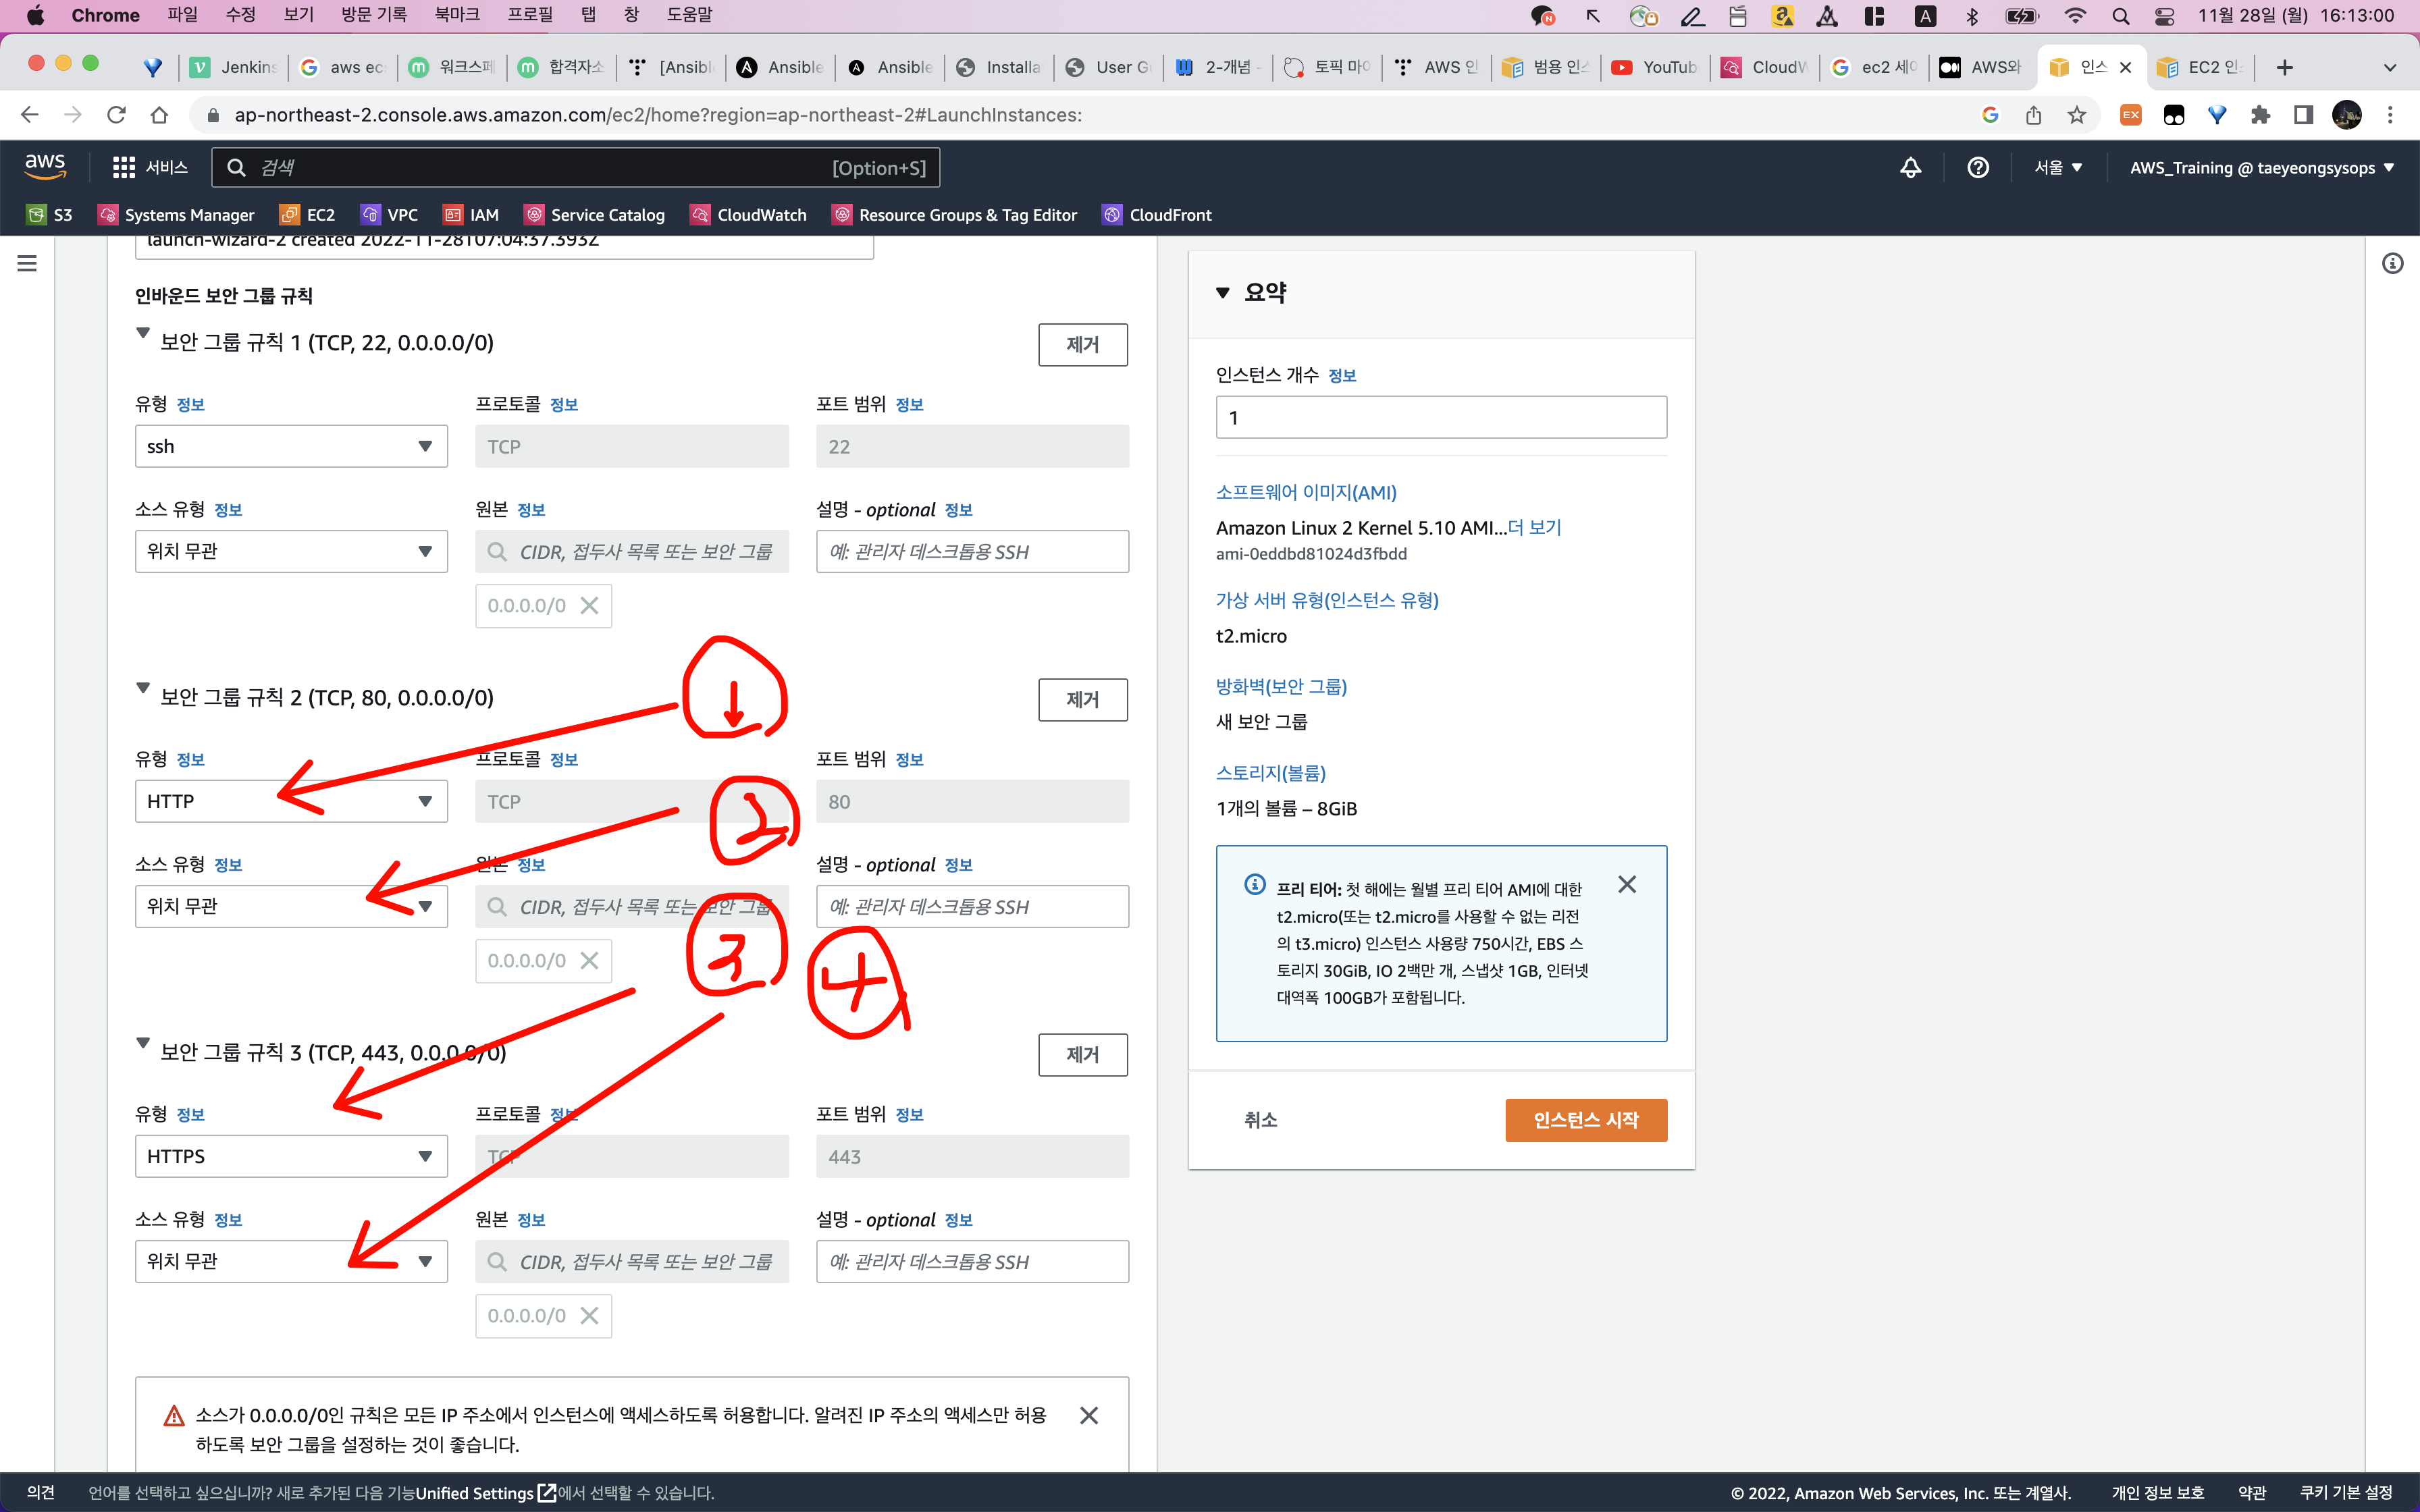 Chrome 파일 수정 보기 방문 기록 북마크 프로필 탭 창 도움말 A 11월 28일 (월) 16:13:00
Jenkins aws ec 워크스페 합격자소 [Ansibl Ansible Ansible Installa User G 2-개념 - 토픽 마 AWS 인 범용 인스 YouTub CloudW ec2 세 AWS와 인스 EC2 인
ap-northeast-2.console.aws.amazon.com/ec2/home?region=ap-northeast-2#LaunchInstances:
aws 서비스 검색 [Option+S] 서울 AWS_Training @ taeyeongsysops
S3 Systems Manager EC2 VPC IAM Service Catalog CloudWatch Resource Groups & Tag Editor CloudFront
launch-wizard-2 created 2022-11-28T07:04:37.393Z
인바운드 보안 그룹 규칙
보안 그룹 규칙 1 (TCP, 22, 0.0.0.0/0) 제거
유형 정보 프로토콜 정보 포트 범위 정보
ssh TCP 22
소스 유형 정보 원본 정보 설명 - optional 정보
위치 무관 CIDR, 접두사 목록 또는 보안 그룹 예: 관리자 데스크톱용 SSH
0.0.0.0/0
1
보안 그룹 규칙 2 (TCP, 80, 0.0.0.0/0) 제거
유형 정보 프로토콜 정보 포트 범위 정보
HTTP TCP 80
2
소스 유형 정보 원본 정보 설명 - optional 정보
위치 무관 CIDR, 접두사 목록 또는 보안 그룹 예: 관리자 데스크톱용 SSH
0.0.0.0/0
3 4
보안 그룹 규칙 3 (TCP, 443, 0.0.0.0/0) 제거
유형 정보 프로토콜 정보 포트 범위 정보
HTTPS TCP 443
소스 유형 정보 원본 정보 설명 - optional 정보
위치 무관 CIDR, 접두사 목록 또는 보안 그룹 예: 관리자 데스크톱용 SSH
0.0.0.0/0
소스가 0.0.0.0/0인 규칙은 모든 IP 주소에서 인스턴스에 액세스하도록 허용합니다. 알려진 IP 주소의 액세스만 허용
하도록 보안 그룹을 설정하는 것이 좋습니다.
요약
인스턴스 개수 정보
1
소프트웨어 이미지(AMI)
Amazon Linux 2 Kernel 5.10 AMI...더 보기
ami-0eddbd81024d3fbdd
가상 서버 유형(인스턴스 유형)
t2.micro
방화벽(보안 그룹)
새 보안 그룹
스토리지(볼륨)
1개의 볼륨 – 8GiB
프리 티어: 첫 해에는 월별 프리 티어 AMI에 대한
t2.micro(또는 t2.micro를 사용할 수 없는 리전
의 t3.micro) 인스턴스 사용량 750시간, EBS 스
토리지 30GiB, IO 2백만 개, 스냅샷 1GB, 인터넷
대역폭 100GB가 포함됩니다.
취소 인스턴스 시작
의견 언어를 선택하고 싶으십니까? 새로 추가된 다음 기능Unified Settings에서 선택할 수 있습니다. © 2022, Amazon Web Services, Inc. 또는 계열사. 개인 정보 보호 약관 쿠키 기본 설정